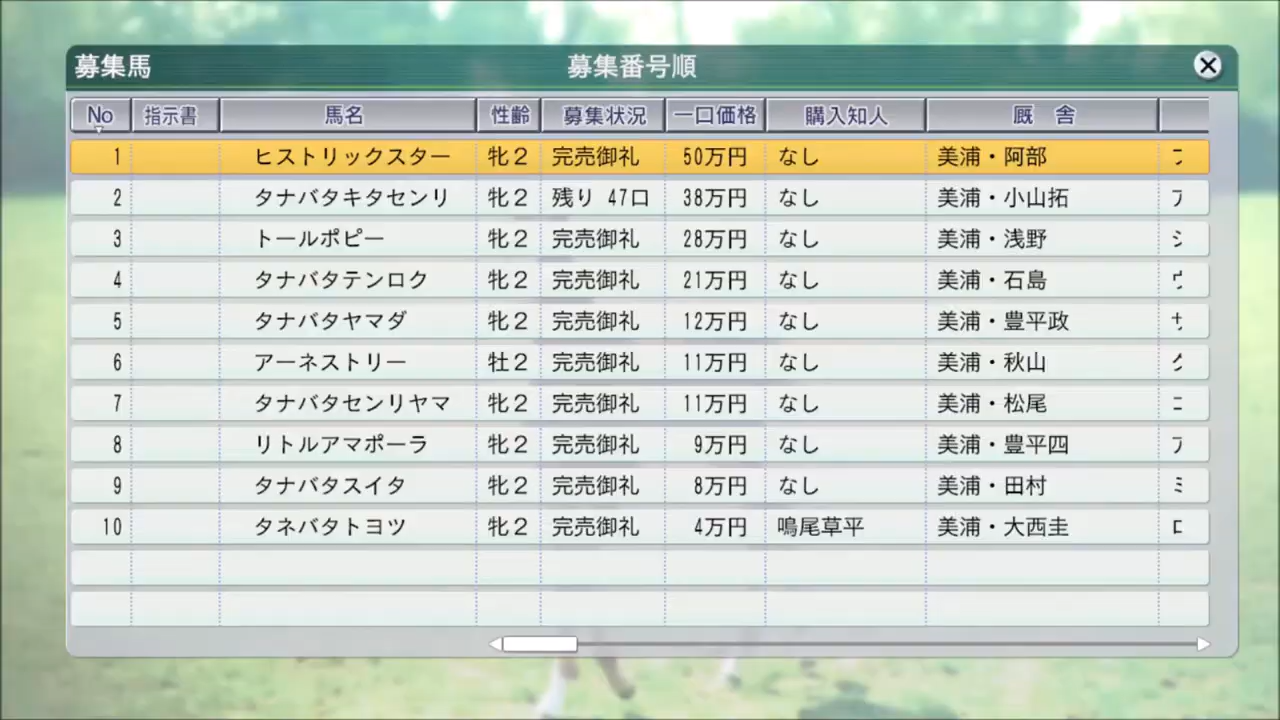 募集馬 募集番号順
No 指示書 馬名 性齢 募集状況 一口価格 購入知人 厩 舎
1 ヒストリックスター 牝2 完売御礼 50万円 なし 美浦・阿部
2 タナバタキタセンリ 牝2 残り 47口 38万円 なし 美浦・小山拓
3 トールポピー 牝2 完売御礼 28万円 なし 美浦・浅野
4 タナバタテンロク 牝2 完売御礼 21万円 なし 美浦・石島
5 タナバタヤマダ 牝2 完売御礼 12万円 なし 美浦・豊平政
6 アーネストリー 牡2 完売御礼 11万円 なし 美浦・秋山
7 タナバタセンリヤマ 牝2 完売御礼 11万円 なし 美浦・松尾
8 リトルアマポーラ 牝2 完売御礼 9万円 なし 美浦・豊平四
9 タナバタスイタ 牝2 完売御礼 8万円 なし 美浦・田村
10 タネバタトヨツ 牝2 完売御礼 4万円 鳴尾草平 美浦・大西圭